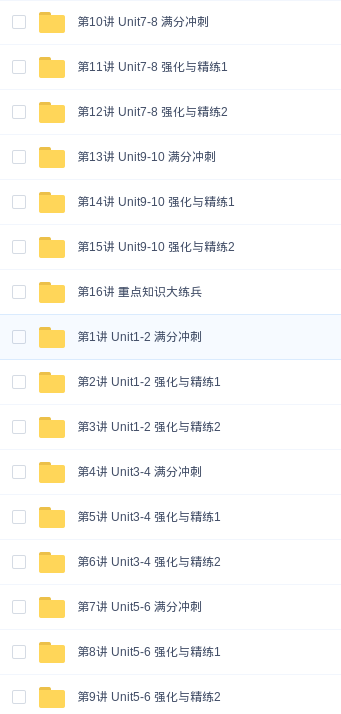 第10讲 Unit7-8 满分冲刺
第11讲 Unit7-8 强化与精练1
第12讲 Unit7-8 强化与精练2
第13讲 Unit9-10 满分冲刺
第14讲 Unit9-10 强化与精练1
第15讲 Unit9-10 强化与精练2
第16讲 重点知识大练兵
第1讲 Unit1-2 满分冲刺
第2讲 Unit1-2 强化与精练1
第3讲 Unit1-2 强化与精练2
第4讲 Unit3-4 满分冲刺
第5讲 Unit3-4 强化与精练1
第6讲 Unit3-4 强化与精练2
第7讲 Unit5-6 满分冲刺
第8讲 Unit5-6 强化与精练1
第9讲 Unit5-6 强化与精练2